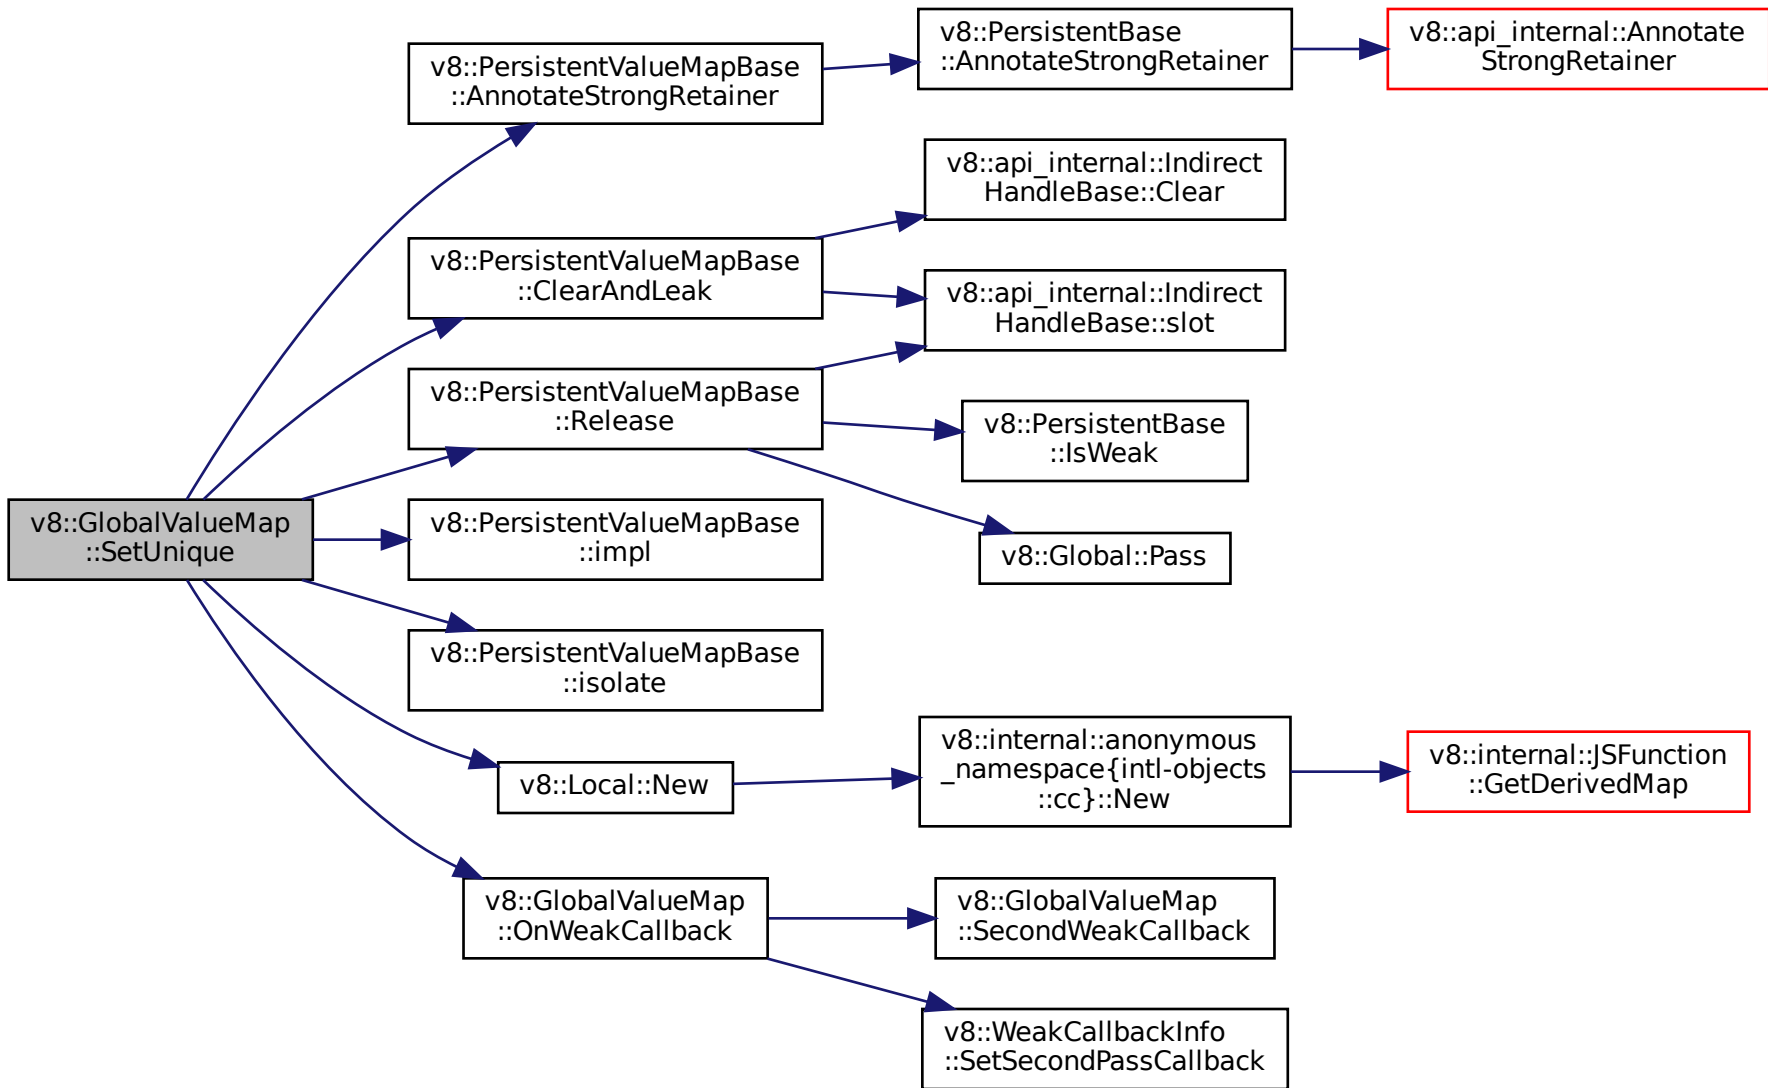 v8::GlobalValueMap
::SetUnique
v8::PersistentValueMapBase
::AnnotateStrongRetainer
v8::PersistentBase
::AnnotateStrongRetainer
v8::api_internal::Annotate
StrongRetainer
v8::PersistentValueMapBase
::ClearAndLeak
v8::api_internal::Indirect
HandleBase::Clear
v8::api_internal::Indirect
HandleBase::slot
v8::PersistentValueMapBase
::Release
v8::PersistentBase
::IsWeak
v8::Global::Pass
v8::PersistentValueMapBase
::impl
v8::PersistentValueMapBase
::isolate
v8::Local::New
v8::internal::anonymous
_namespace{intl-objects
::cc}::New
v8::internal::JSFunction
::GetDerivedMap
v8::GlobalValueMap
::OnWeakCallback
v8::GlobalValueMap
::SecondWeakCallback
v8::WeakCallbackInfo
::SetSecondPassCallback